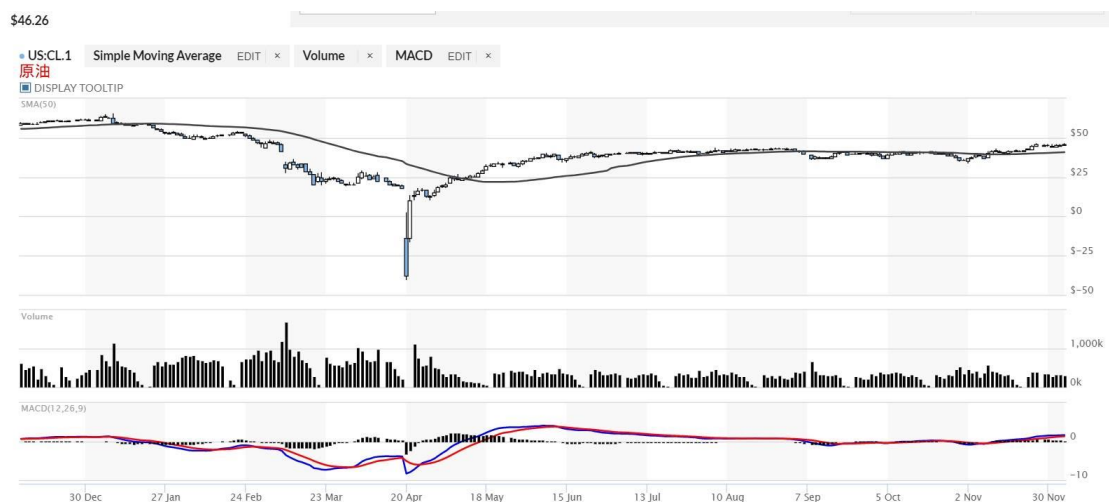 $46.26
US:CL.1 Simple Moving Average EDIT × Volume × MACD EDIT ×
原油
DISPLAY TOOLTIP
SMA(50)
$50
$25
$0
$-25
$-50
Volume
1,000k
0k
MACD(12,26,9)
0
-10
30 Dec 27 Jan 24 Feb 23 Mar 20 Apr 18 May 15 Jun 13 Jul 10 Aug 7 Sep 5 Oct 2 Nov 30 Nov